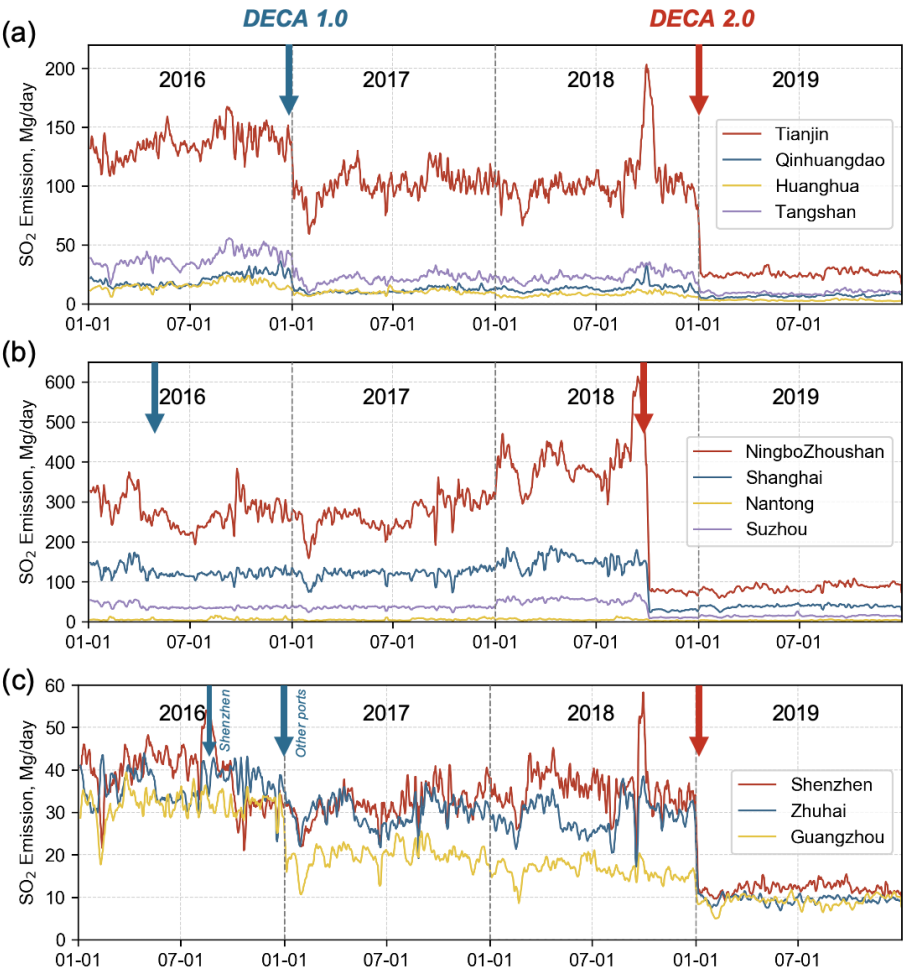 DECA 1.0
DECA 2.0
(a)
SO₂ Emission, Mg/day
200
150
100
50
0
2016
2017
2018
2019
Tianjin
Qinhuangdao
Huanghua
Tangshan
01-01
07-01
01-01
07-01
01-01
07-01
01-01
07-01
(b)
SO₂ Emission, Mg/day
600
500
400
300
200
100
0
2016
2017
2018
2019
NingboZhoushan
Shanghai
Nantong
Suzhou
01-01
07-01
01-01
07-01
01-01
07-01
01-01
07-01
(c)
SO₂ Emission, Mg/day
60
50
40
30
20
10
0
2016
Shenzhen
Other ports
2017
2018
2019
Shenzhen
Zhuhai
Guangzhou
01-01
07-01
01-01
07-01
01-01
07-01
01-01
07-01